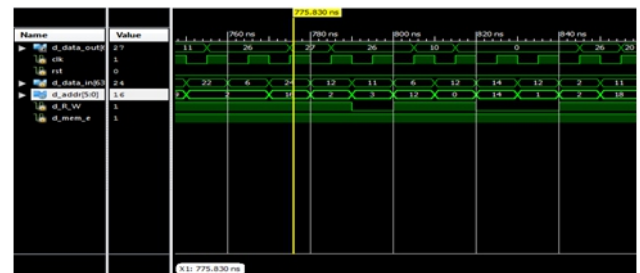 775.830 ns
Name Value 760 ns 780 ns 800 ns 820 ns 840 ns
d_data_out[6 27 11 26 27 26 10 0 26 20
clk 1
rst 0
d_data_in[63 24 22 6 24 12 11 6 12 14 12 2 11
d_addr[5:0] 16 2 16 2 3 12 0 14 1 2 18
d_R_W 1
d_mem_e 1
X1: 775.830 ns